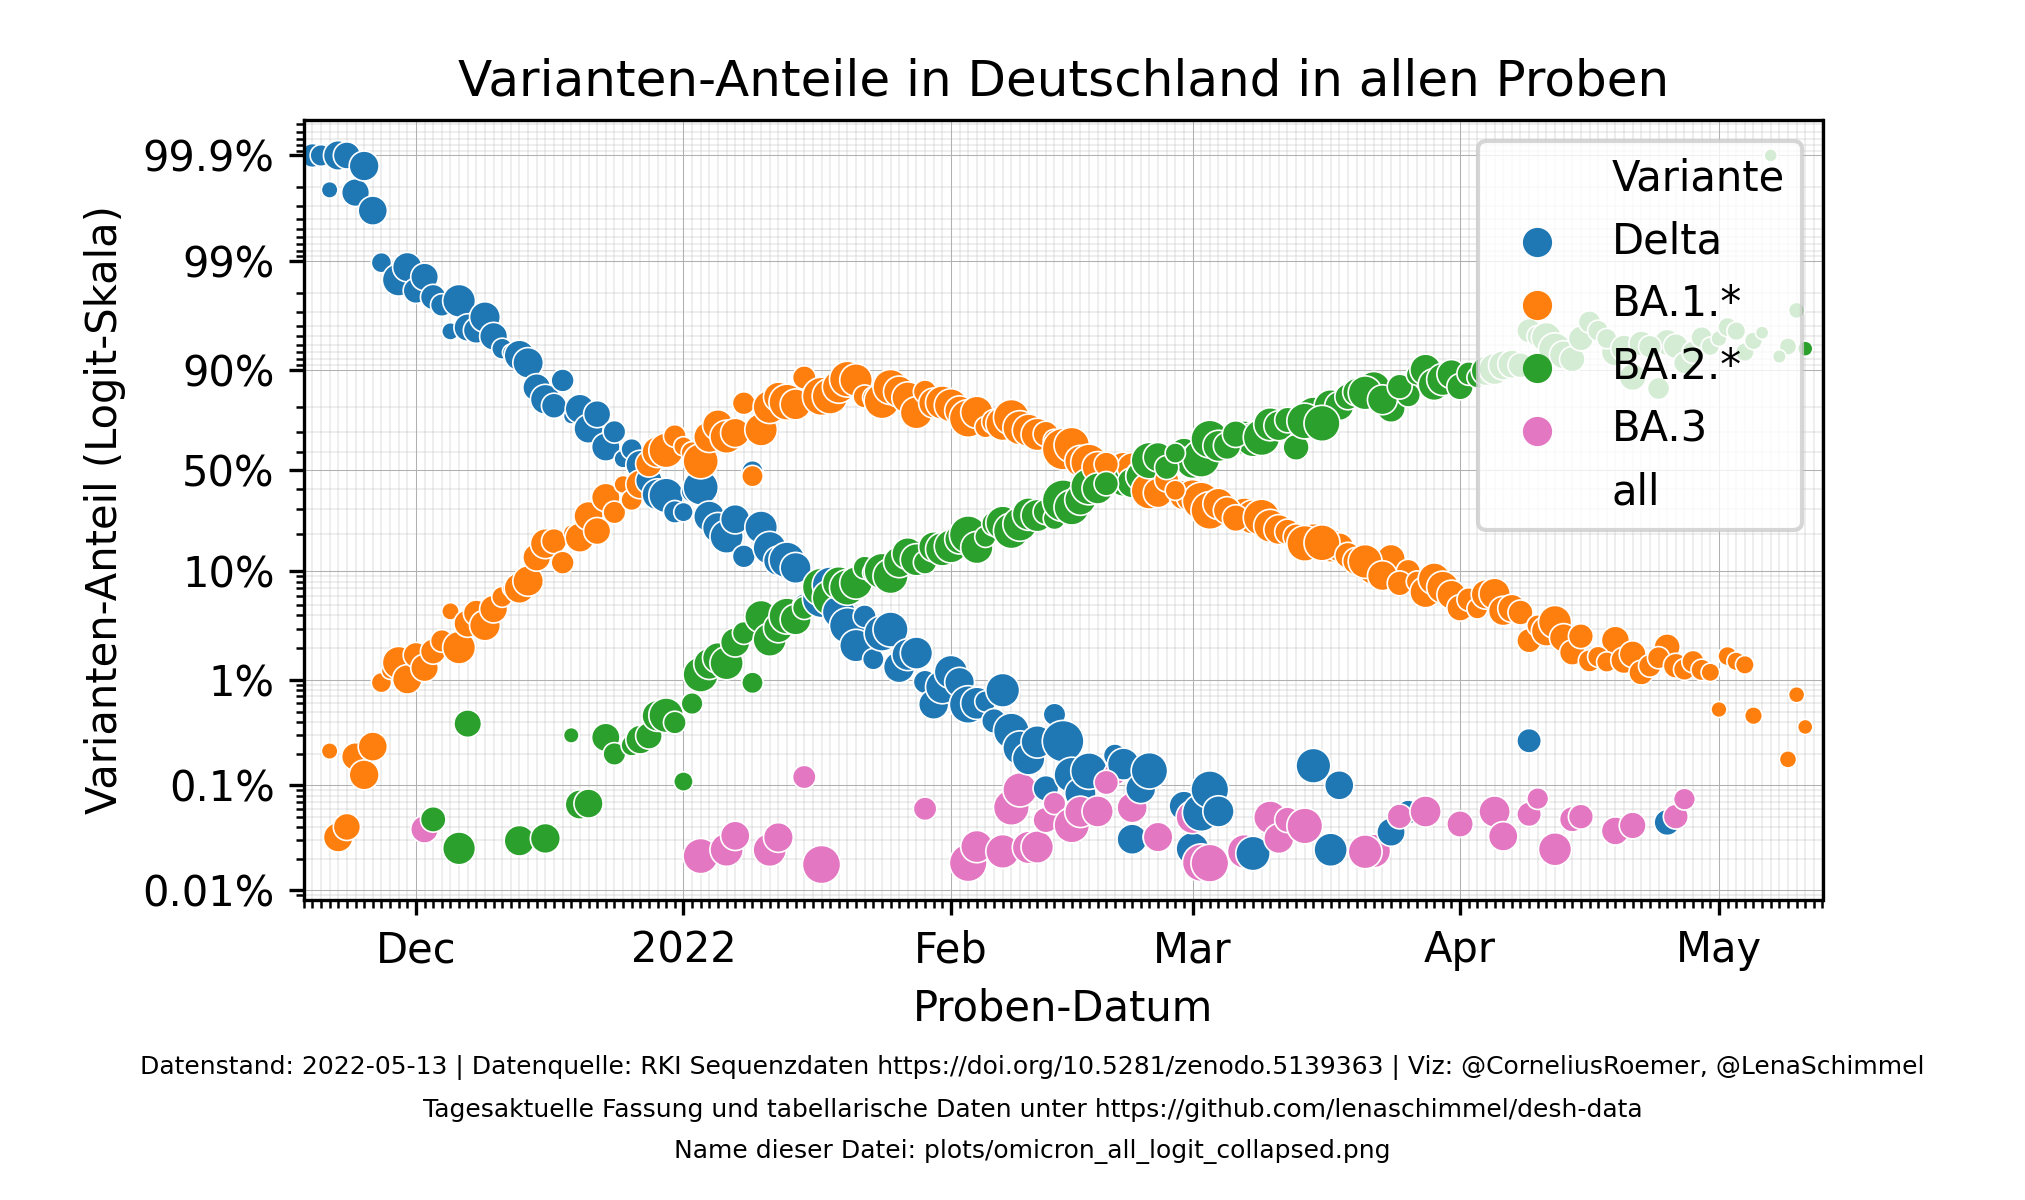 Varianten-Anteile in Deutschland in allen Proben
Varianten-Anteil (Logit-Skala)
99.9%
99%
90%
50%
10%
1%
0.1%
0.01%
Variante
Delta
BA.1.*
BA.2.*
BA.3
all
Dec
2022
Feb
Mar
Apr
May
Proben-Datum
Datenstand: 2022-05-13 | Datenquelle: RKI Sequenzdaten https://doi.org/10.5281/zenodo.5139363 | Viz: @CorneliusRoemer, @LenaSchimmel
Tagesaktuelle Fassung und tabellarische Daten unter https://github.com/lenaschimmel/desh-data
Name dieser Datei: plots/omicron_all_logit_collapsed.png